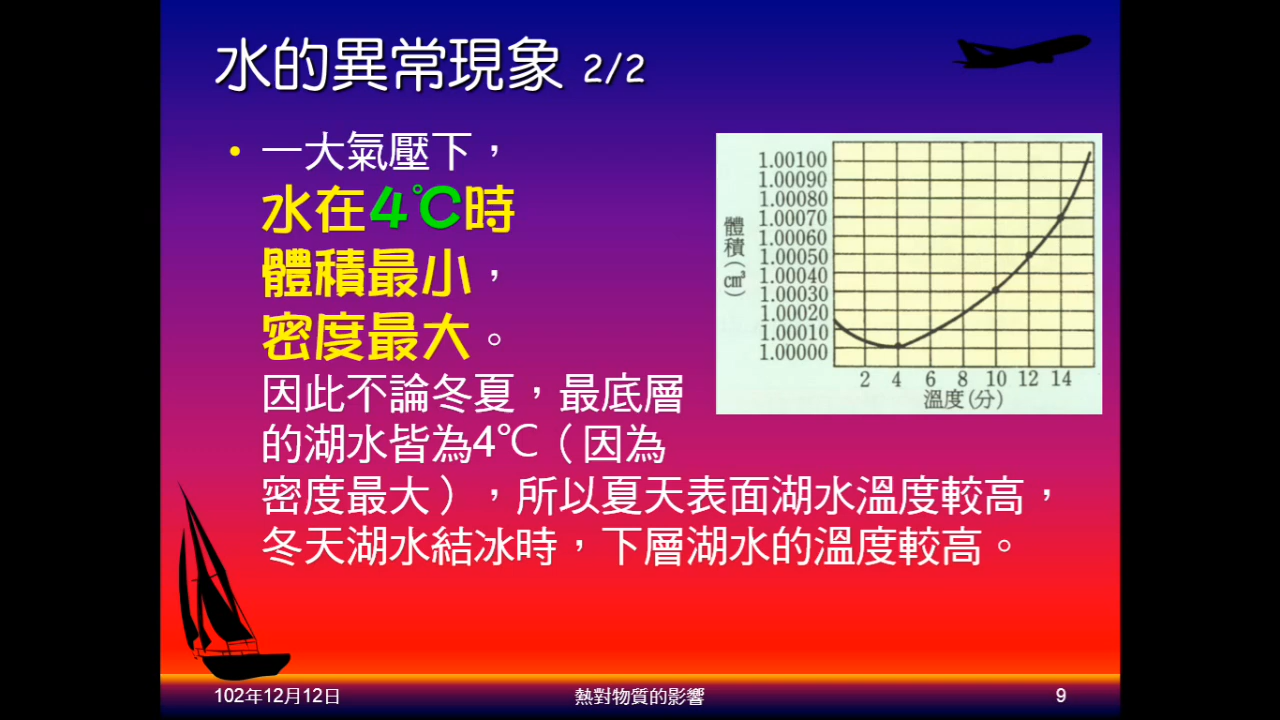 水的異常現象 2/2
• 一大氣壓下，
水在4℃時
體積最小，
密度最大。
因此不論冬夏，最底層
的湖水皆為4℃（因為
密度最大），所以夏天表面湖水溫度較高，
冬天湖水結冰時，下層湖水的溫度較高。
體積(㎤)
1.00100
1.00090
1.00080
1.00070
1.00060
1.00050
1.00040
1.00030
1.00020
1.00010
1.00000
2 4 6 8 10 12 14
溫度(分)
102年12月12日 熱對物質的影響 9